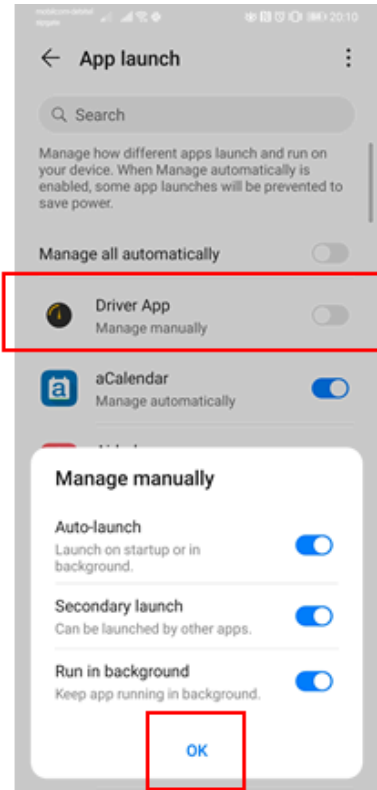 20:10
App launch
Search
Manage how different apps launch and run on
your device. When Manage automatically is
enabled, some app launches will be prevented to
save power.
Manage all automatically
Driver App
Manage manually
a
aCalendar
Manage automatically
Manage manually
Auto-launch
Launch on startup or in
background.
Secondary launch
Can be launched by other apps.
Run in background
Keep app running in background.
OK